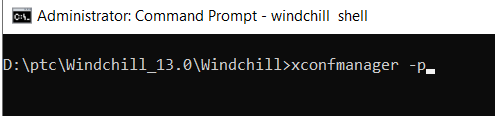 Administrator: Command Prompt - windchill  shell
D:\ptc\Windchill_13.0\Windchill>xconfmanager -p